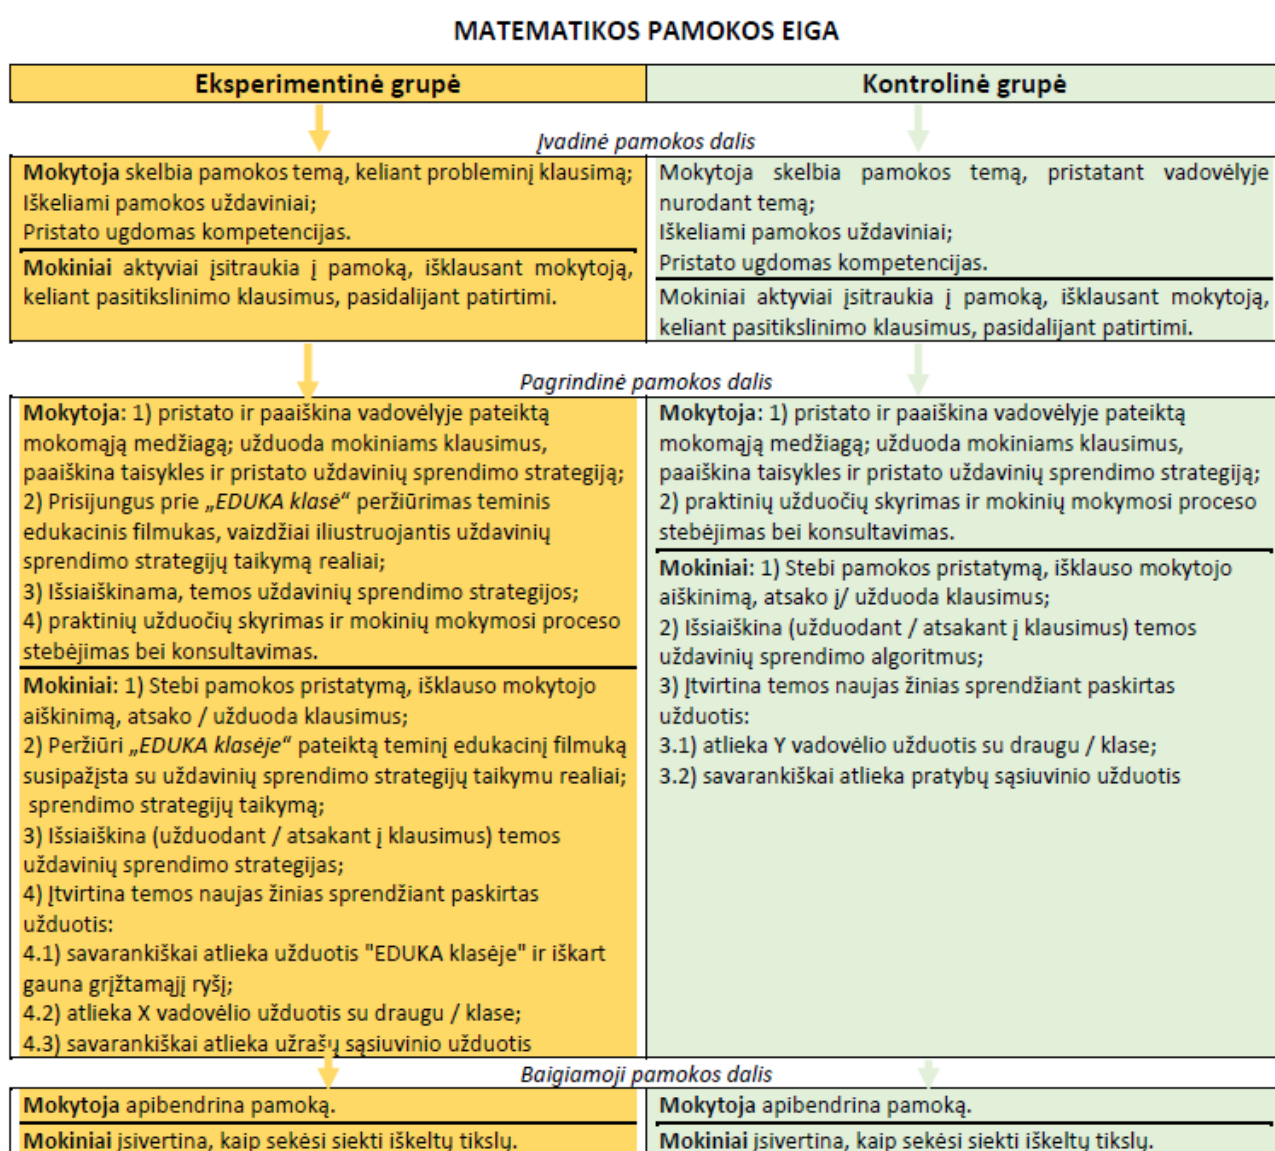 MATEMATIKOS PAMOKOS EIGA
Eksperimentinė grupė
Kontrolinė grupė
Įvadinė pamokos dalis
Mokytoja skelbia pamokos temą, keliant probleminį klausimą;
Iškeliami pamokos uždaviniai;
Pristato ugdomas kompetencijas.
Mokiniai aktyviai įsitraukia į pamoką, išklausant mokytoją,
keliant pasitikslinimo klausimus, pasidalijant patirtimi.
Mokytoja skelbia pamokos temą, pristatant vadovėlyje
nurodant temą;
Iškeliami pamokos uždaviniai;
Pristato ugdomas kompetencijas.
Mokiniai aktyviai įsitraukia į pamoką, išklausant mokytoją,
keliant pasitikslinimo klausimus, pasidalijant patirtimi.
Pagrindinė pamokos dalis
Mokytoja: 1) pristato ir paaiškina vadovėlyje pateiktą
mokomąją medžiagą; užduoda mokiniams klausimus,
paaiškina taisykles ir pristato uždavinių sprendimo strategiją;
2) Prisijungus prie „EDUKA klasė“ peržiūrimas teminis
edukacinis filmukas, vaizdžiai iliustruojantis uždavinių
sprendimo strategijų taikymą realiai;
3) Išsiaiškinama, temos uždavinių sprendimo strategijos;
4) praktinių užduočių skyrimas ir mokinių mokymosi proceso
stebėjimas bei konsultavimas.
Mokiniai: 1) Stebi pamokos pristatymą, išklauso mokytojo
aiškinimą, atsako / užduoda klausimus;
2) Peržiūri „EDUKA klasėje“ pateiktą teminį edukacinį filmuką
susipažįsta su uždavinių sprendimo strategijų taikymu realiai;
sprendimo strategijų taikymą;
3) Išsiaiškina (užduodant / atsakant į klausimus) temos
uždavinių sprendimo strategijas;
4) Įtvirtina temos naujas žinias sprendžiant paskirtas
užduotis:
4.1) savarankiškai atlieka užduotis "EDUKA klasėje" ir iškart
gauna grįžtamąjį ryšį;
4.2) atlieka X vadovėlio užduotis su draugu / klase;
4.3) savarankiškai atlieka užrašų sąsiuvinio užduotis
Mokytoja: 1) pristato ir paaiškina vadovėlyje pateiktą
mokomąją medžiagą; užduoda mokiniams klausimus,
paaiškina taisykles ir pristato uždavinių sprendimo strategiją;
2) praktinių užduočių skyrimas ir mokinių mokymosi proceso
stebėjimas bei konsultavimas.
Mokiniai: 1) Stebi pamokos pristatymą, išklauso mokytojo
aiškinimą, atsako į/ užduoda klausimus;
2) Išsiaiškina (užduodant / atsakant į klausimus) temos
uždavinių sprendimo algoritmus;
3) Įtvirtina temos naujas žinias sprendžiant paskirtas
užduotis:
3.1) atlieka Y vadovėlio užduotis su draugu / klase;
3.2) savarankiškai atlieka pratybų sąsiuvinio užduotis
Baigiamoji pamokos dalis
Mokytoja apibendrina pamoką.
Mokiniai įsivertina, kaip sekėsi siekti iškeltų tikslų.
Mokytoja apibendrina pamoką.
Mokiniai įsivertina, kaip sekėsi siekti iškeltų tikslų.